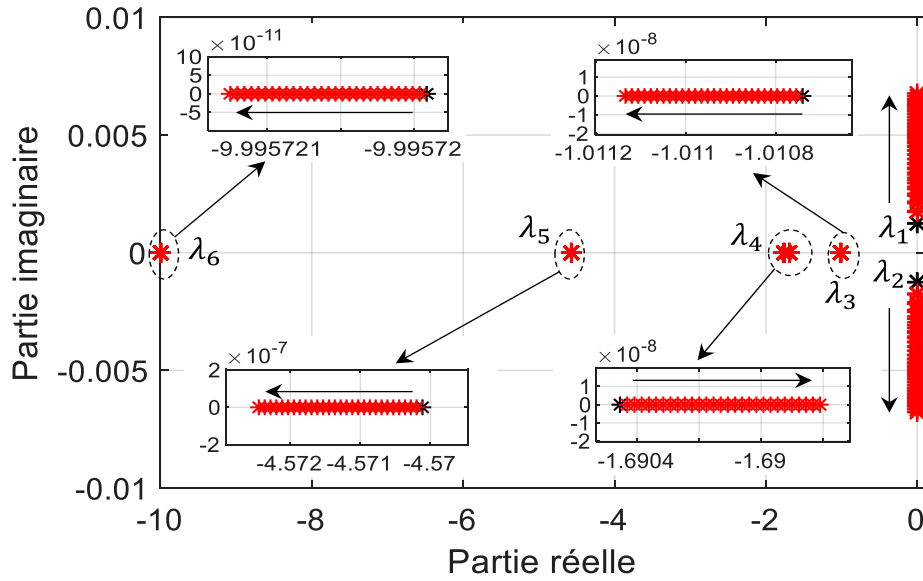 0.01
0.005
0
-0.005
-0.01
Partie imaginaire
× 10⁻¹¹
10
5
0
-5
-9.995721 -9.99572
× 10⁻⁸
1
0
-1
-2
-1.0112 -1.011 -1.0108
λ₆
λ₅
λ₄
λ₃
λ₁
λ₂
× 10⁻⁷
2
0
-2
-4.572 -4.571 -4.57
× 10⁻⁸
1
0
-1
-2
-1.6904 -1.69
-10 -8 -6 -4 -2 0
Partie réelle